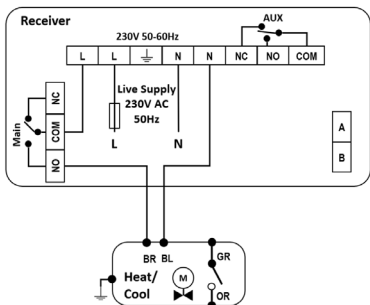 Receiver
AUX
230V 50-60Hz
L L N N NC NO COM
Live Supply
230V AC
50Hz
L N
Main
NC
COM
NO
A
B
BR BL GR
Heat/
Cool
M
OR